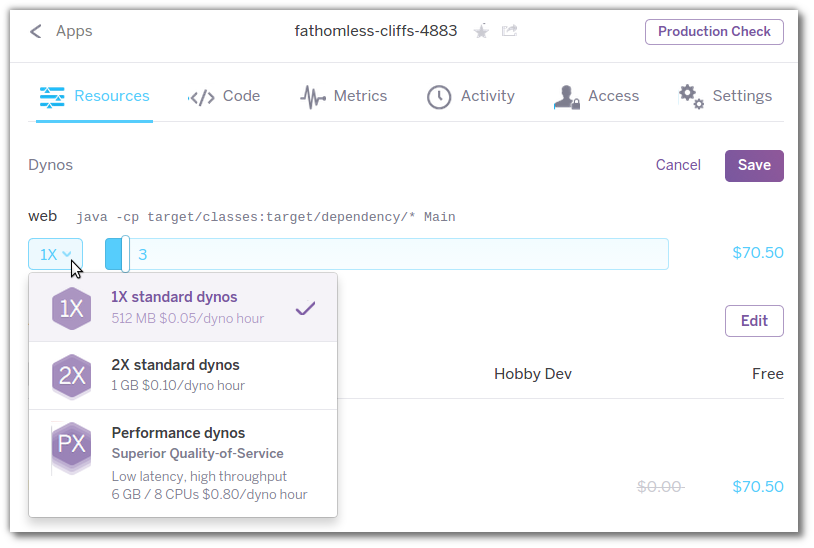 Apps
fathomless-cliffs-4883
Production Check
Resources
Code
Metrics
Activity
Access
Settings
Dynos
Cancel
Save
web java -cp target/classes:target/dependency/* Main
1X
3
$70.50
1X
1X standard dynos
512 MB $0.05/dyno hour
Edit
2X
2X standard dynos
1 GB $0.10/dyno hour
Hobby Dev
Free
PX
Performance dynos
Superior Quality-of-Service
Low latency, high throughput
6 GB / 8 CPUs $0.80/dyno hour
$0.00
$70.50